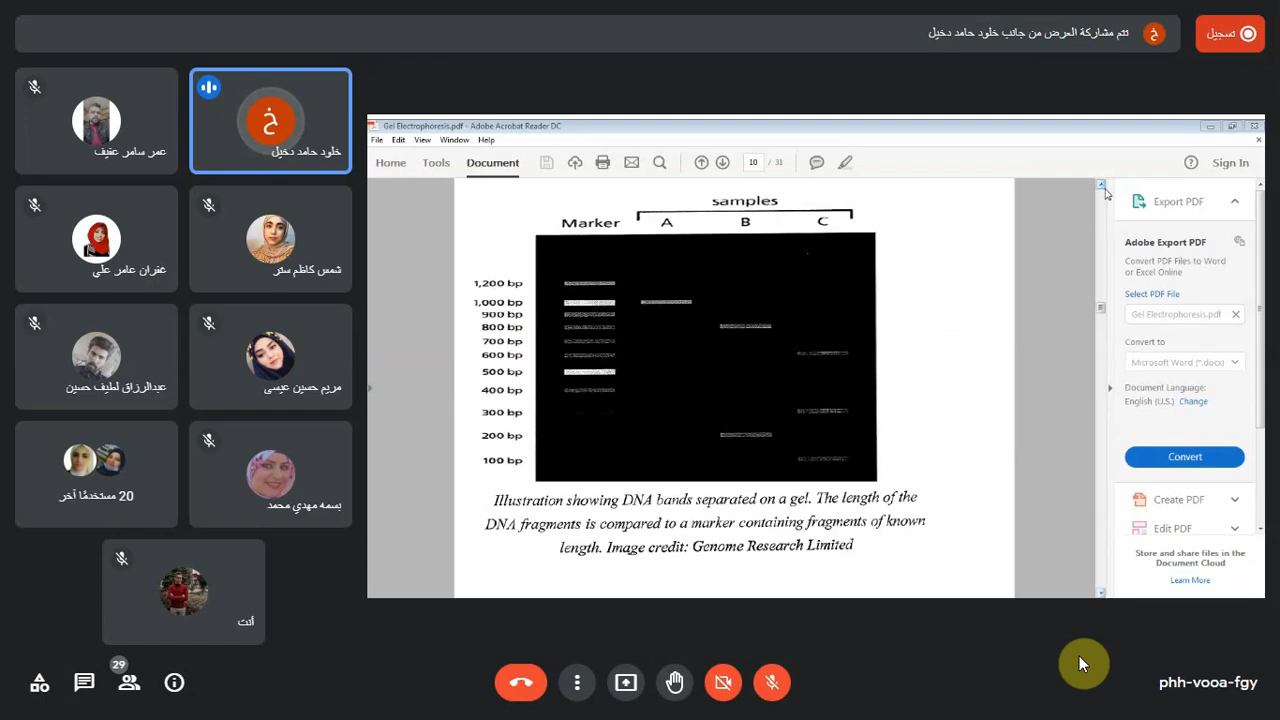 تتم مشاركة العرض من جانب خلود حامد دخيل
خ
تسجيل
عمر سامر عفيف
خ
خلود حامد دخيل
غفران عامر علي
شمس كاظم ستر
عبدالرزاق لطيف حسين
مريم حسين عيسى
20 مستخدمًا آخر
بسمه مهدي محمد
أنت
Gel Electrophoresis.pdf - Adobe Acrobat Reader DC
File Edit View Window Help
Home Tools Document 10 / 31 Sign In
samples
Marker A B C
1,200 bp
1,000 bp
900 bp
800 bp
700 bp
600 bp
500 bp
400 bp
300 bp
200 bp
100 bp
Illustration showing DNA bands separated on a gel. The length of the
DNA fragments is compared to a marker containing fragments of known
length. Image credit: Genome Research Limited
Export PDF
Adobe Export PDF
Convert PDF Files to Word
or Excel Online
Select PDF File
Gel Electrophoresis.pdf
Convert to
Microsoft Word (*.docx)
Document Language:
English (U.S.) Change
Convert
Create PDF
Edit PDF
Store and share files in the
Document Cloud
Learn More
29
phh-vooa-fgy